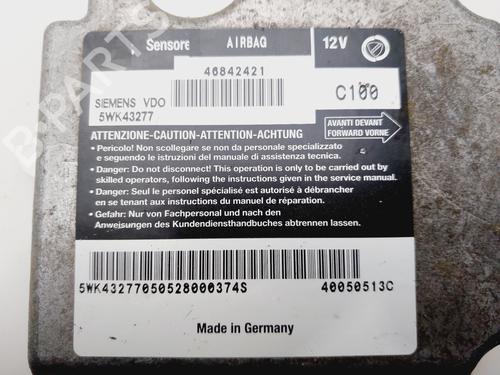 Sensore AIRBAG 12V
46842421
SIEMENS VDO
5WK43277
C100
AVANTI DEVANT
FORWARD VORNE
ATTENZIONE-CAUTION-ATTENTION-ACHTUNG
• Pericolo! Non scollegare se non da personale specializzato
e seguendo le istruzioni del manuale di assistenza tecnica.
• Danger: Do not disconnect! This operation is only to be carried out by
skilled operators, following the instructions given in the service manual.
• Danger: Seul le personel spécialisé est autorisé à débrancher
en se tenant aux instructions du manuel de réparation.
• Gefahr: Nur von Fachpersonal und nach den
Anweisungen des Kundendiensthandbuches abtrennen lassen.
5WK43277050528000374S 40050513C
Made in Germany
B-PARTS